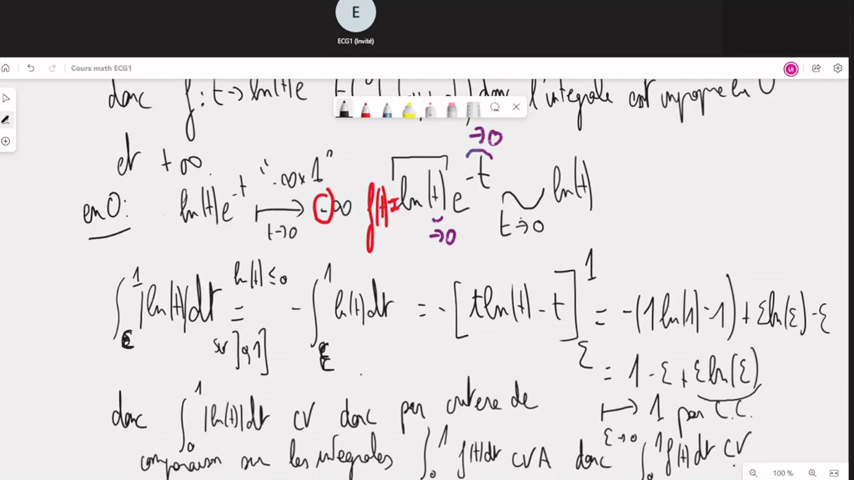 E
ECG1 (Invité)
Cours math ECG1
UI
donc f : t → ln(t)e donc l'intégrale est impropre en 0
et +∞.
en 0 : ln(t)e^{-t} ⟼_{t→0} "-∞×1" -∞ f(t)= ln(t) e^{-t} ~_{t→0} ln(t)
→0
→0
∫_ε^1 |ln(t)|dt = (ln(t) ≤ 0 sur ]0,1]) - ∫_ε^1 ln(t)dt = -[t ln(t) - t]_ε^1 = -(1 ln(1) - 1) + ε ln(ε) - ε
= 1 - ε + ε ln(ε)
⟼_{ε→0} 1 par C.C.
donc ∫_0^1 |ln(t)|dt CV donc par critère de
comparaison sur les intégrales ∫_0^1 f(t)dt CVA donc ∫_0^1 f(t)dt CV
100 %